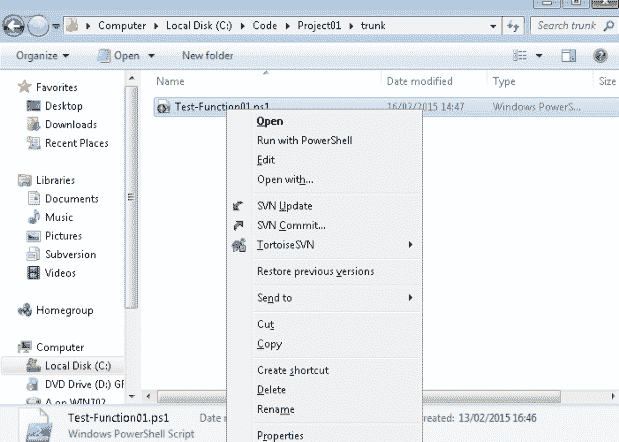 Computer ▸ Local Disk (C:) ▸ Code ▸ Project01 ▸ trunk
Search trunk
Organize
Open
New folder
Favorites
Desktop
Downloads
Recent Places
Libraries
Documents
Music
Pictures
Subversion
Videos
Homegroup
Computer
Local Disk (C:)
DVD Drive (D:)
Name Date modified Type Size
Test-Function01.ps1 16/02/2015 14:47 Windows PowerS...
Open
Run with PowerShell
Edit
Open with...
SVN Update
SVN Commit...
TortoiseSVN
Restore previous versions
Send to
Cut
Copy
Create shortcut
Delete
Rename
Properties
Test-Function01.ps1 Date 13/02/2015 16:46
Windows PowerShell Script